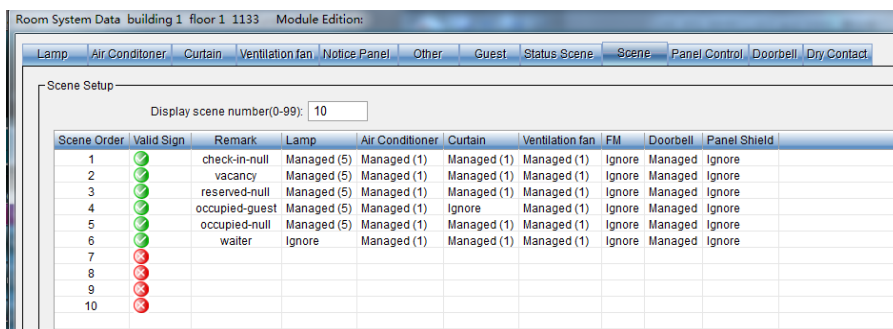 Room System Data building 1 floor 1 1133 Module Edition:
Lamp Air Conditoner Curtain Ventilation fan Notice Panel Other Guest Status Scene Scene Panel Control Doorbell Dry Contact
Scene Setup
Display scene number(0-99): 10
Scene Order Valid Sign Remark Lamp Air Conditioner Curtain Ventilation fan FM Doorbell Panel Shield
1 check-in-null Managed (5) Managed (1) Managed (1) Managed (1) Ignore Managed Ignore
2 vacancy Managed (5) Managed (1) Managed (1) Managed (1) Ignore Managed Ignore
3 reserved-null Managed (5) Managed (1) Managed (1) Managed (1) Ignore Managed Ignore
4 occupied-guest Managed (5) Managed (1) Ignore Managed (1) Ignore Managed Ignore
5 occupied-null Managed (5) Managed (1) Managed (1) Managed (1) Ignore Managed Ignore
6 waiter Ignore Managed (1) Managed (1) Managed (1) Ignore Managed Ignore
7
8
9
10